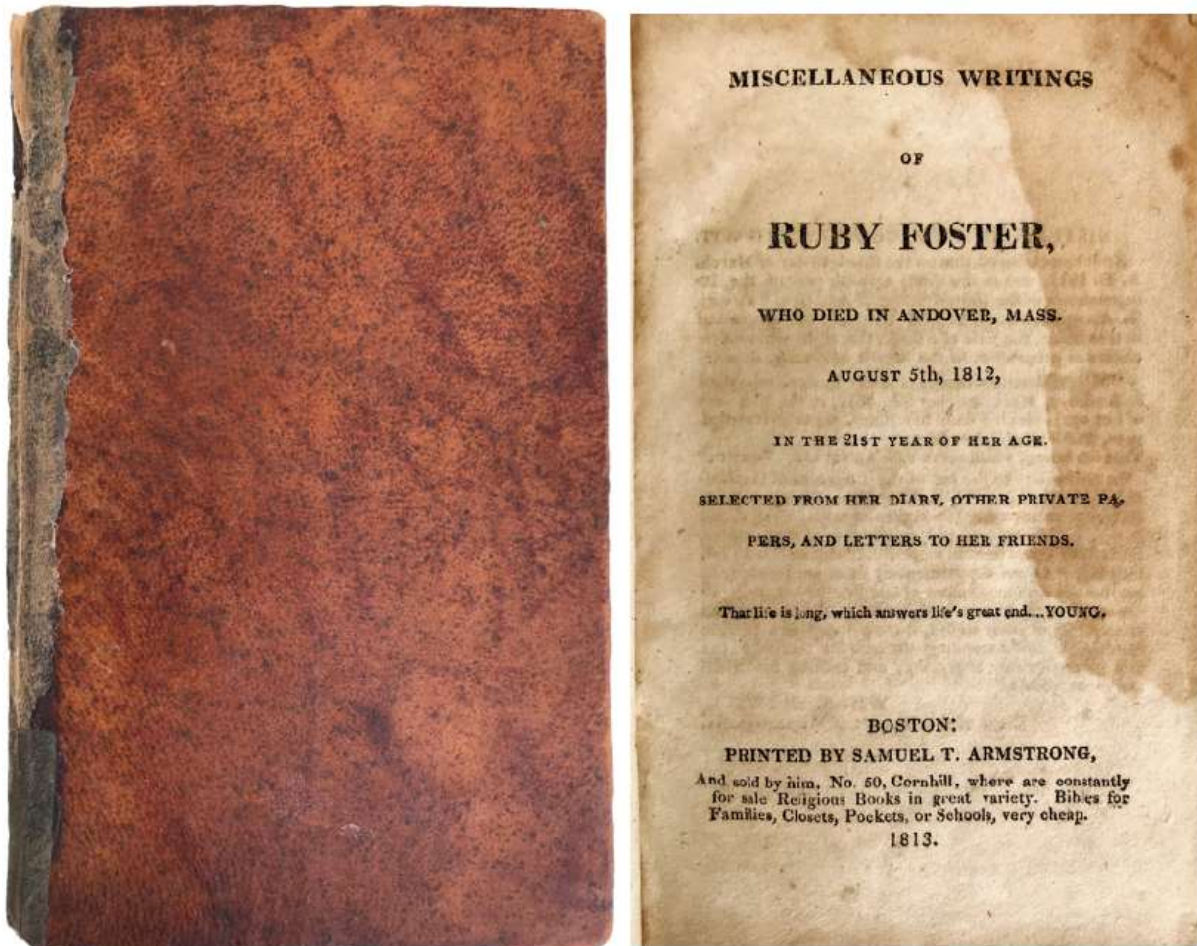 MISCELLANEOUS WRITINGS
OF
RUBY FOSTER,
WHO DIED IN ANDOVER, MASS.
AUGUST 5th, 1812,
IN THE 21ST YEAR OF HER AGE.
SELECTED FROM HER DIARY, OTHER PRIVATE PA-
PERS, AND LETTERS TO HER FRIENDS.
That life is long, which answers life's great end...YOUNG.
BOSTON:
PRINTED BY SAMUEL T. ARMSTRONG,
And sold by him, No. 50, Cornhill, where are constantly
for sale Religious Books in great variety. Bibles for
Families, Closets, Pockets, or Schools, very cheap.
1813.